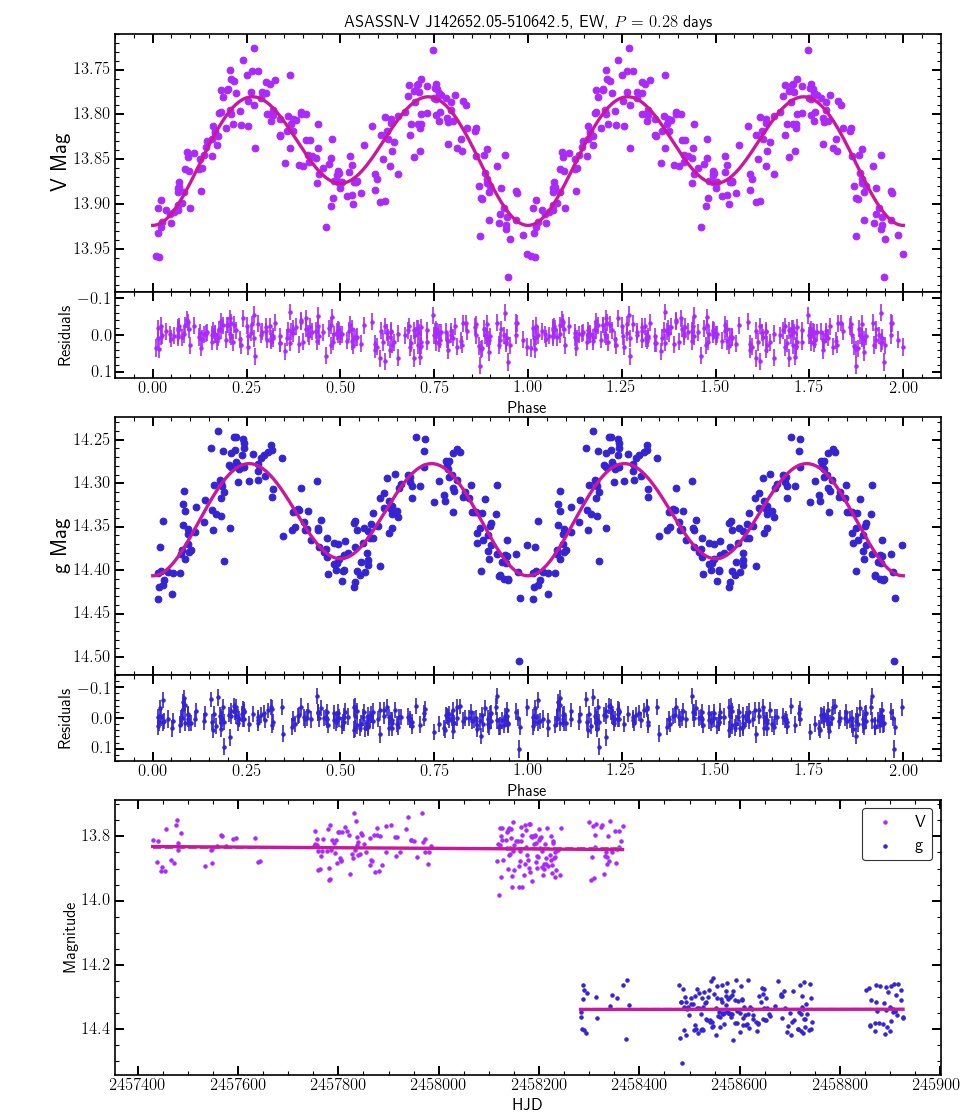 ASASSN-V J142652.05-510642.5, EW, P = 0.28 days
V Mag
13.75
13.80
13.85
13.90
13.95
Residuals
−0.1
0.0
0.1
0.00 0.25 0.50 0.75 1.00 1.25 1.50 1.75 2.00
Phase
g Mag
14.25
14.30
14.35
14.40
14.45
14.50
Residuals
−0.1
0.0
0.1
0.00 0.25 0.50 0.75 1.00 1.25 1.50 1.75 2.00
Phase
Magnitude
13.8
14.0
14.2
14.4
V
g
2457400 2457600 2457800 2458000 2458200 2458400 2458600 2458800 245900
HJD